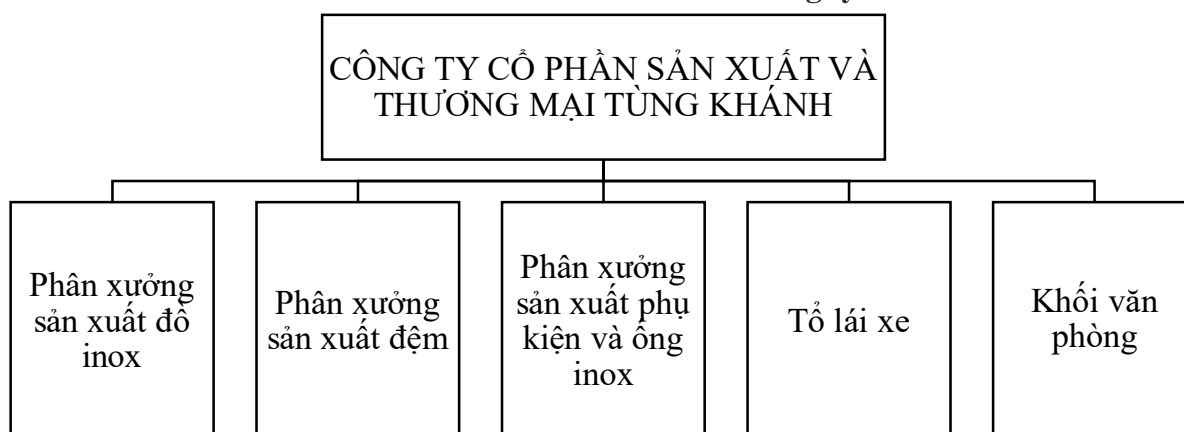 CÔNG TY CỔ PHẦN SẢN XUẤT VÀ
THƯƠNG MẠI TÙNG KHÁNH
Phân xưởng
sản xuất đồ
inox
Phân xưởng
sản xuất đệm
Phân xưởng
sản xuất phụ
kiện và ống
inox
Tổ lái xe
Khối văn
phòng